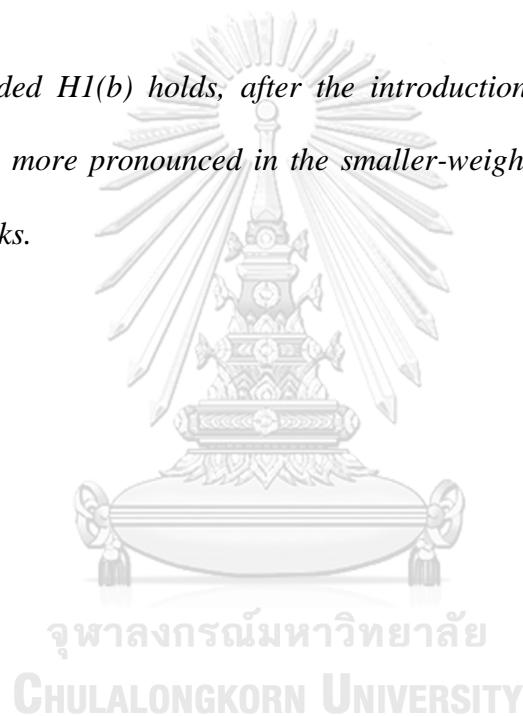 ded H1(b) holds, after the introduction
more pronounced in the smaller-weigh
ks.
จุฬาลงกรณ์มหาวิทยาลัย
CHULALONGKORN UNIVERSITY